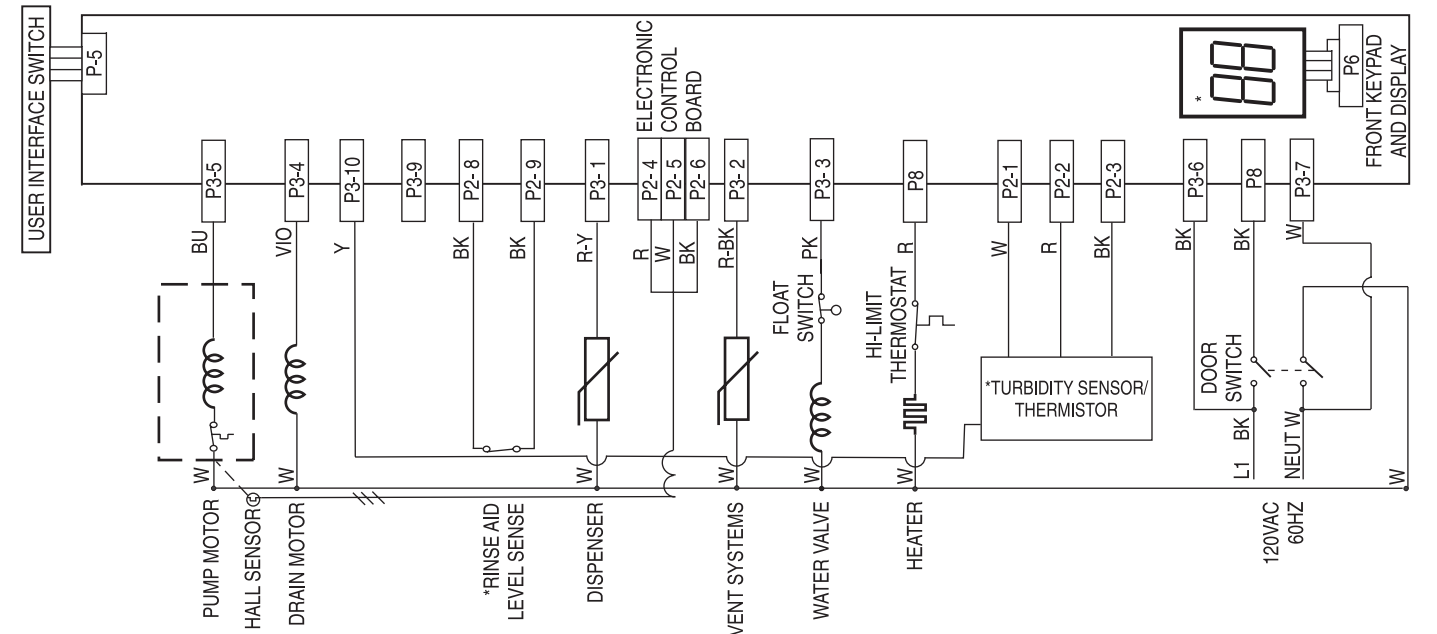 USER INTERFACE SWITCH
P-5
ELECTRONIC
CONTROL
BOARD
*
P6
FRONT KEYPAD
AND DISPLAY
P3-5
P3-4
P3-10
P3-9
P2- 8
P2- 9
P3- 1
P2- 4
P2- 5
P2- 6
P3- 2
P3- 3
P8
P2-1
P2-2
P2-3
P3-6
P8
P3-7
BU
VIO
Y
BK
BK
R-Y
R
W
BK
R-BK
PK
R
W
R
BK
BK
BK
W
FLOAT
SWITCH
HI-LIMIT
THERMOSTAT
*TURBIDITY SENSOR/
THERMISTOR
DOOR
SWITCH
W
W
W
W
W
W
L1 BK
NEUT W
W
PUMP MOTOR
HALL SENSOR
DRAIN MOTOR
*RINSE AID
LEVEL SENSE
DISPENSER
VENT SYSTEMS
WATER VALVE
HEATER
120VAC
60HZ